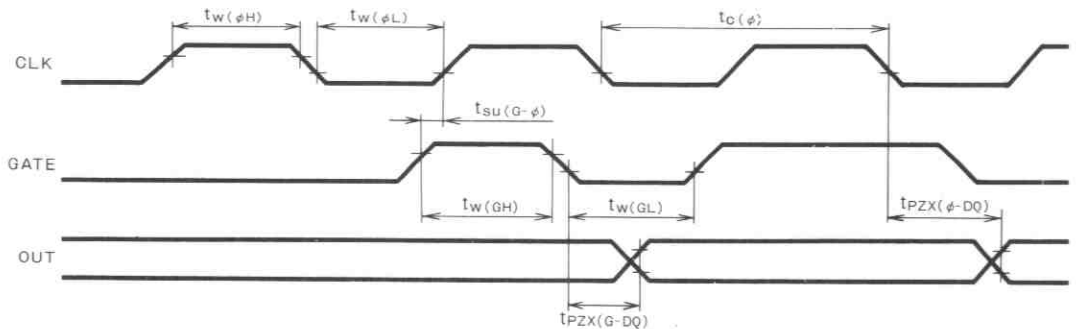 tw(φH)
tw(φL)
tc(φ)
CLK
tsu(G-φ)
GATE
tw(GH)
tw(GL)
tPZX(φ-DQ)
OUT
tPZX(G-DQ)